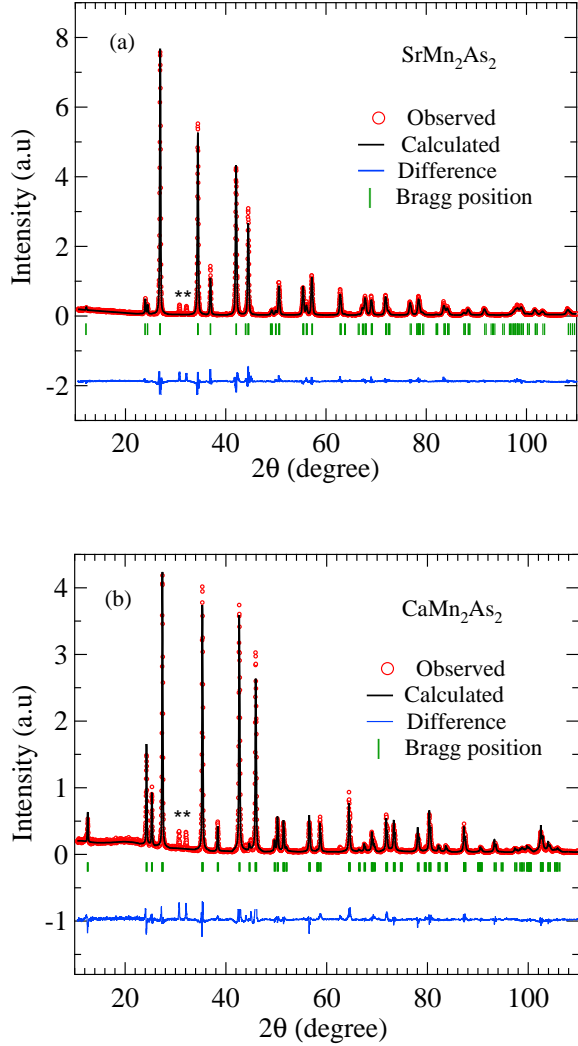 (a)
SrMn₂As₂
Observed
Calculated
Difference
Bragg position
Intensity (a.u)
8
6
4
2
0
-2
**
20 40 60 80 100
2θ (degree)
(b)
CaMn₂As₂
Observed
Calculated
Difference
Bragg position
Intensity (a.u)
4
3
2
1
0
-1
**
20 40 60 80 100
2θ (degree)